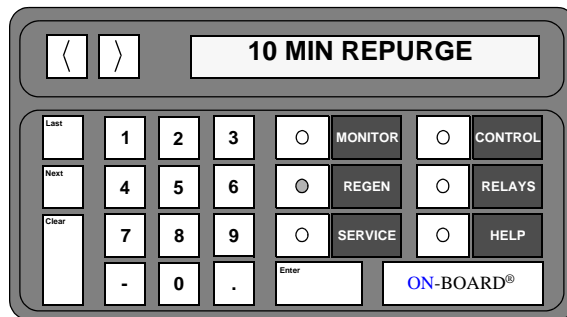 〈 〉 10 MIN REPURGE
Last 1 2 3 MONITOR CONTROL
Next 4 5 6 REGEN RELAYS
Clear 7 8 9 SERVICE HELP
- 0 . Enter ON-BOARD®